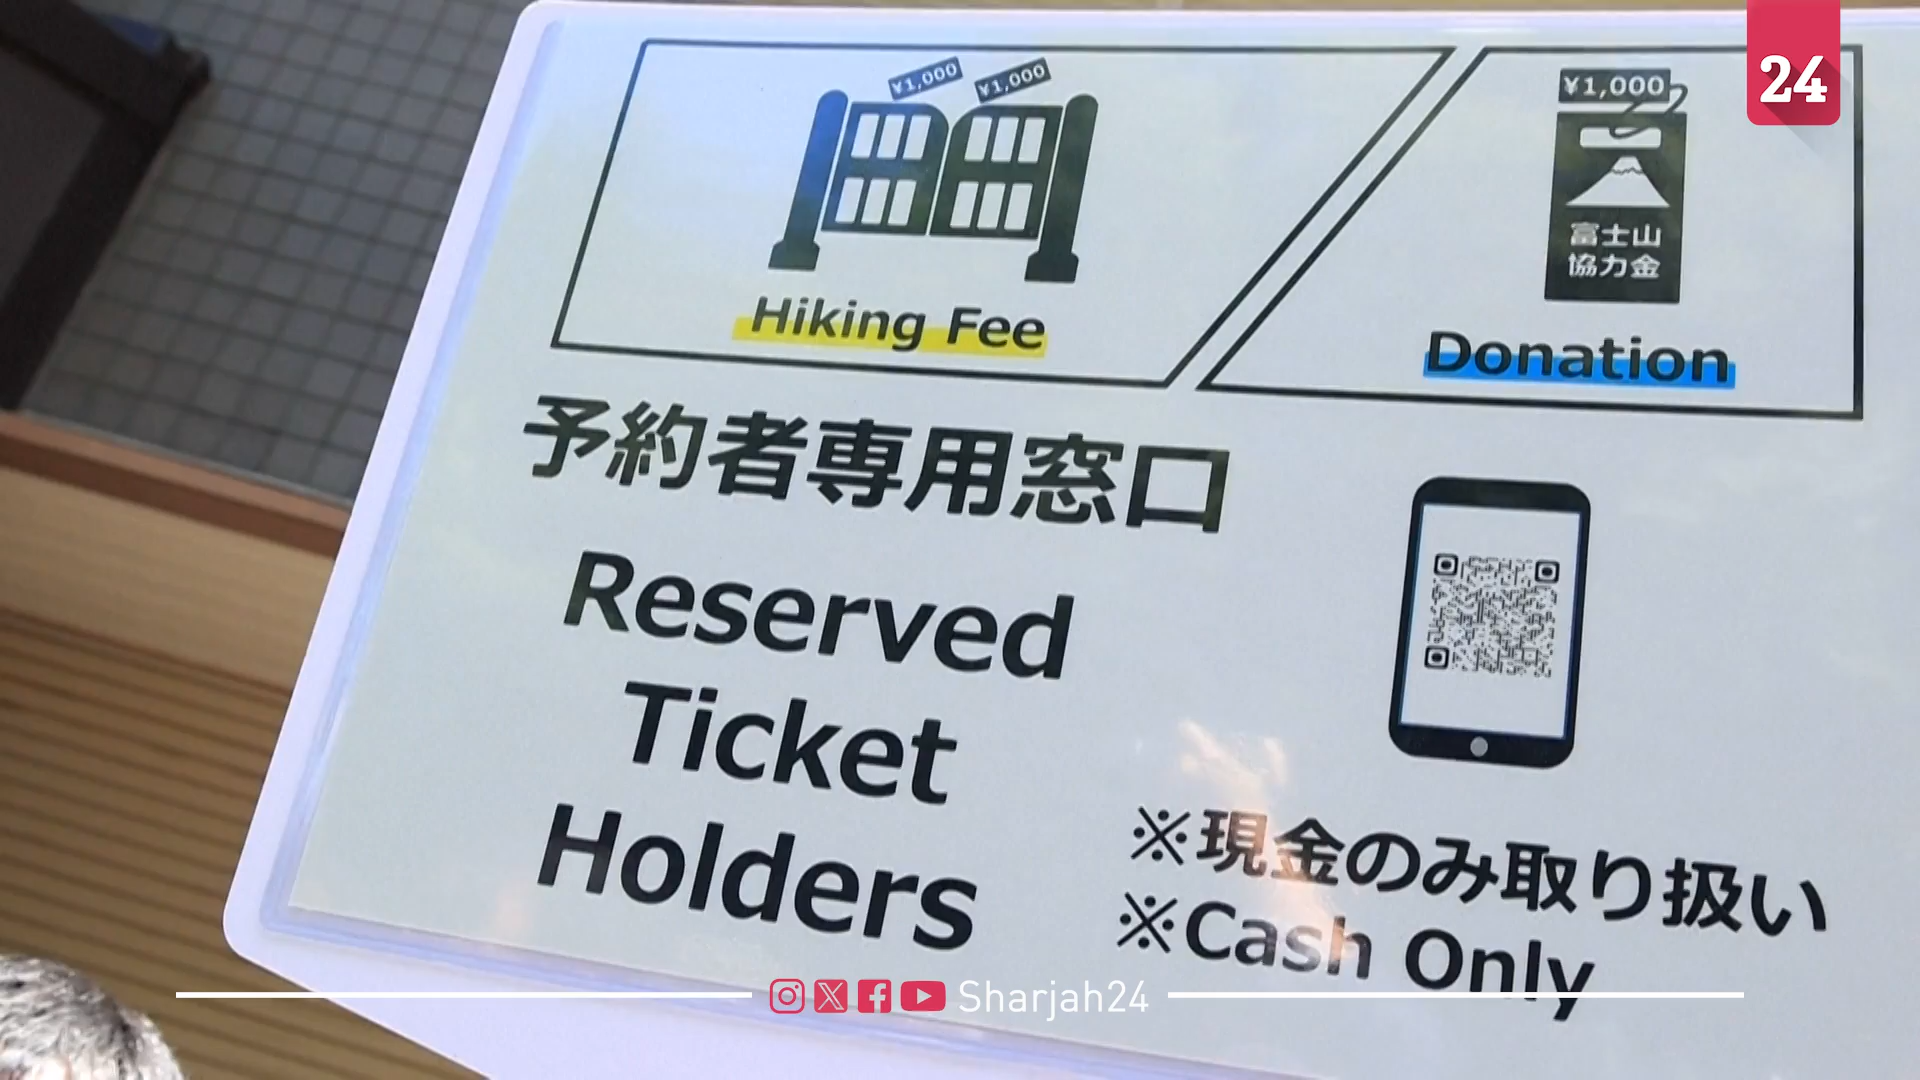 24
¥1,000 ¥1,000
Hiking Fee
¥1,000
富士山
協力金
Donation
予約者専用窓口
Reserved
Ticket
Holders
※現金のみ取り扱い
※Cash Only
Sharjah24